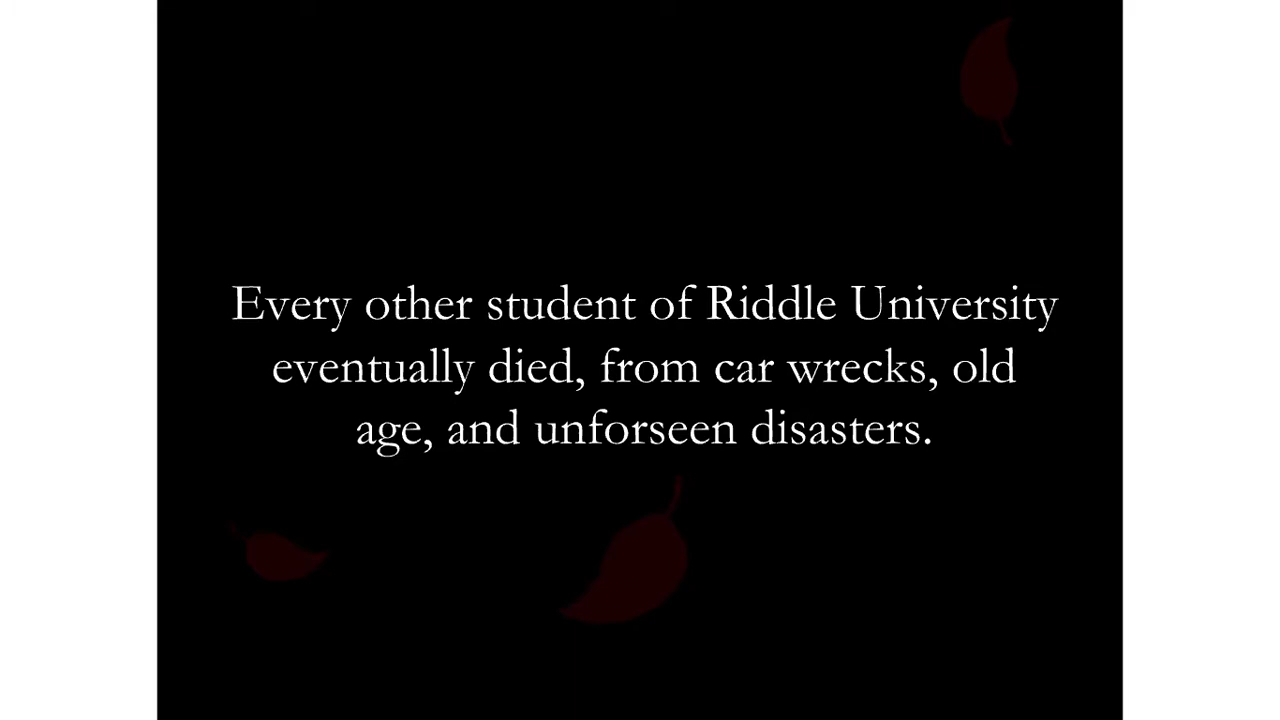 Every other student of Riddle University
eventually died, from car wrecks, old
age, and unforseen disasters.